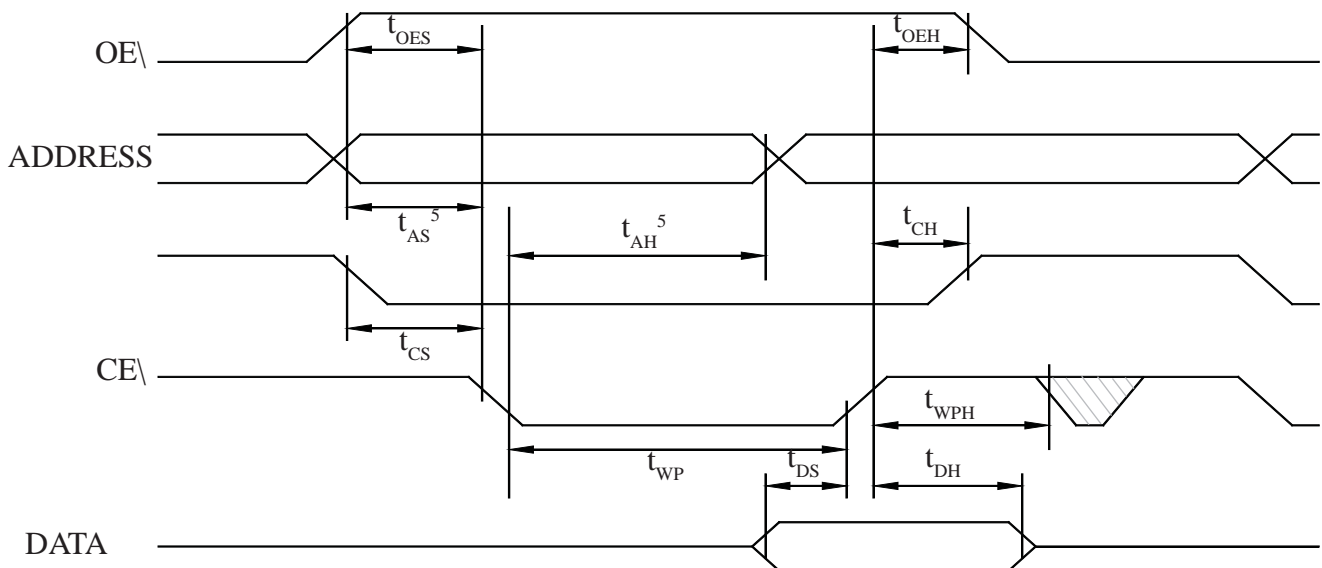 OE\
tOES
tOEH
ADDRESS
tAS5
tAH5
tCH
tCS
CE\
tWPH
tWP
tDS
tDH
DATA